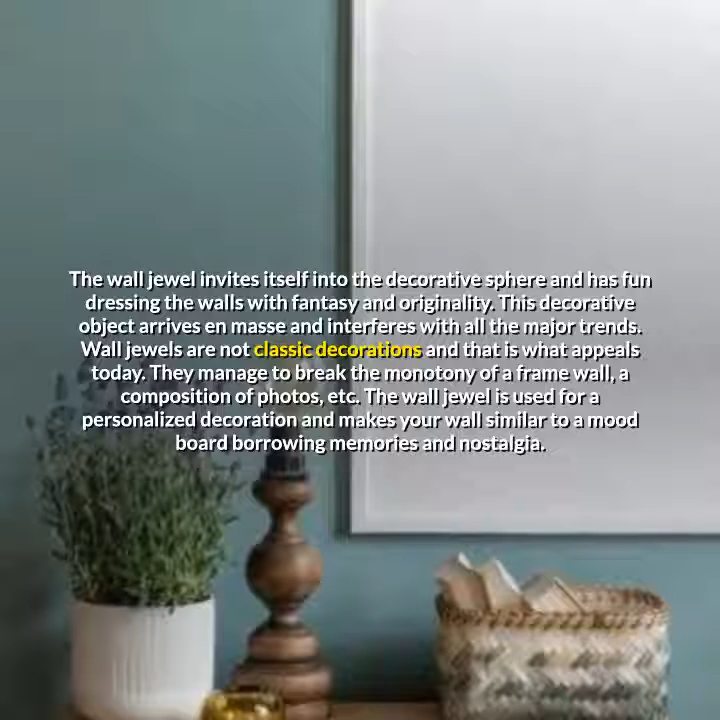 The wall jewel invites itself into the decorative sphere and has fun
dressing the walls with fantasy and originality. This decorative
object arrives en masse and interferes with all the major trends.
Wall jewels are not classic decorations and that is what appeals
today. They manage to break the monotony of a frame wall, a
composition of photos, etc. The wall jewel is used for a
personalized decoration and makes your wall similar to a mood
board borrowing memories and nostalgia.